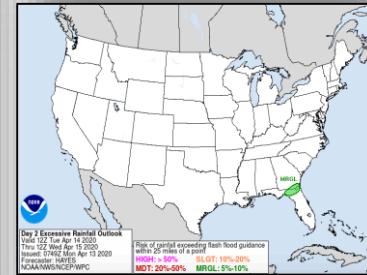 MRGL
NOAA
Day 2 Excessive Rainfall Outlook
Valid 12Z Tue Apr 14 2020
Thru 12Z Wed Apr 15 2020
Issued: 0749Z Mon Apr 13 2020
Forecaster: HAYES
NOAA/NWS/NCEP/WPC
Risk of rainfall exceeding flash flood guidance
within 25 miles of a point
HIGH: > 50% SLGT: 10%-20%
MDT: 20%-50% MRGL: 5%-10%